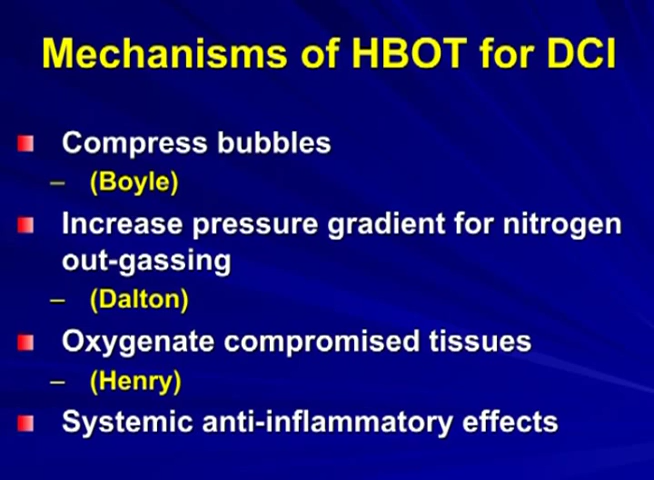 Mechanisms of HBOT for DCI
Compress bubbles
– (Boyle)
Increase pressure gradient for nitrogen
out-gassing
– (Dalton)
Oxygenate compromised tissues
– (Henry)
Systemic anti-inflammatory effects